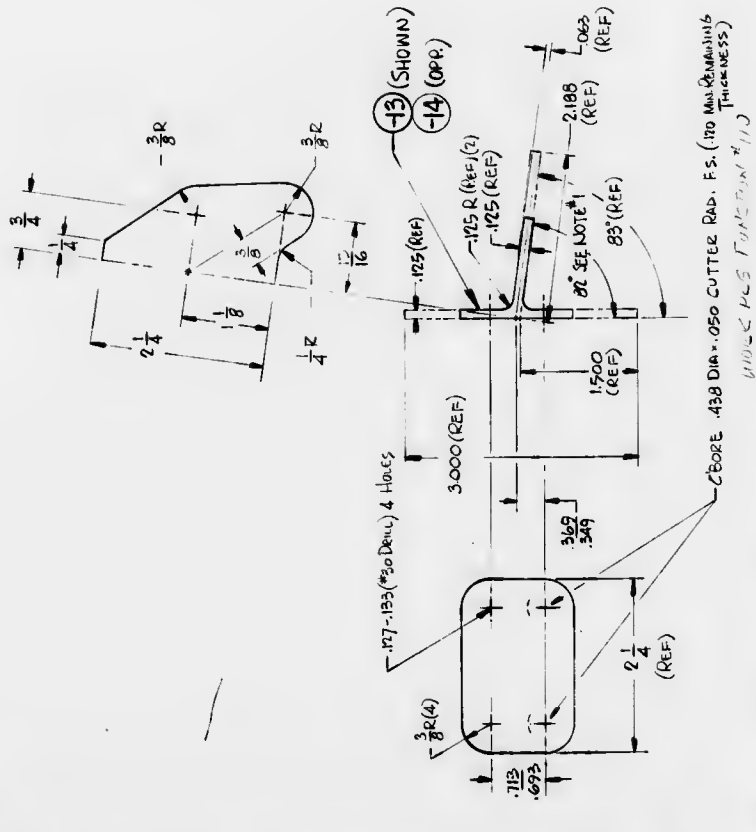 3/4
1/4
2 1/4
1 1/8
3/8 R
3/8 R
3/8
15/16
1/4 R
-13 (SHOWN)
-14 (OPP.)
.125 (REF)
.125 R (REF)(2)
.125 (REF)
.063 (REF)
2.188 (REF)
82° SEE NOTE #1
83° (REF)
3.000 (REF)
1.500 (REF)
.127-.133 (#30 DRILL) 4 HOLES
.369
.349
3/8 R (4)
2 1/4 (REF)
.713
.693
C'BORE .438 DIA × .050 CUTTER RAD. F.S. (.120 MIN. REMAINING
THICKNESS)